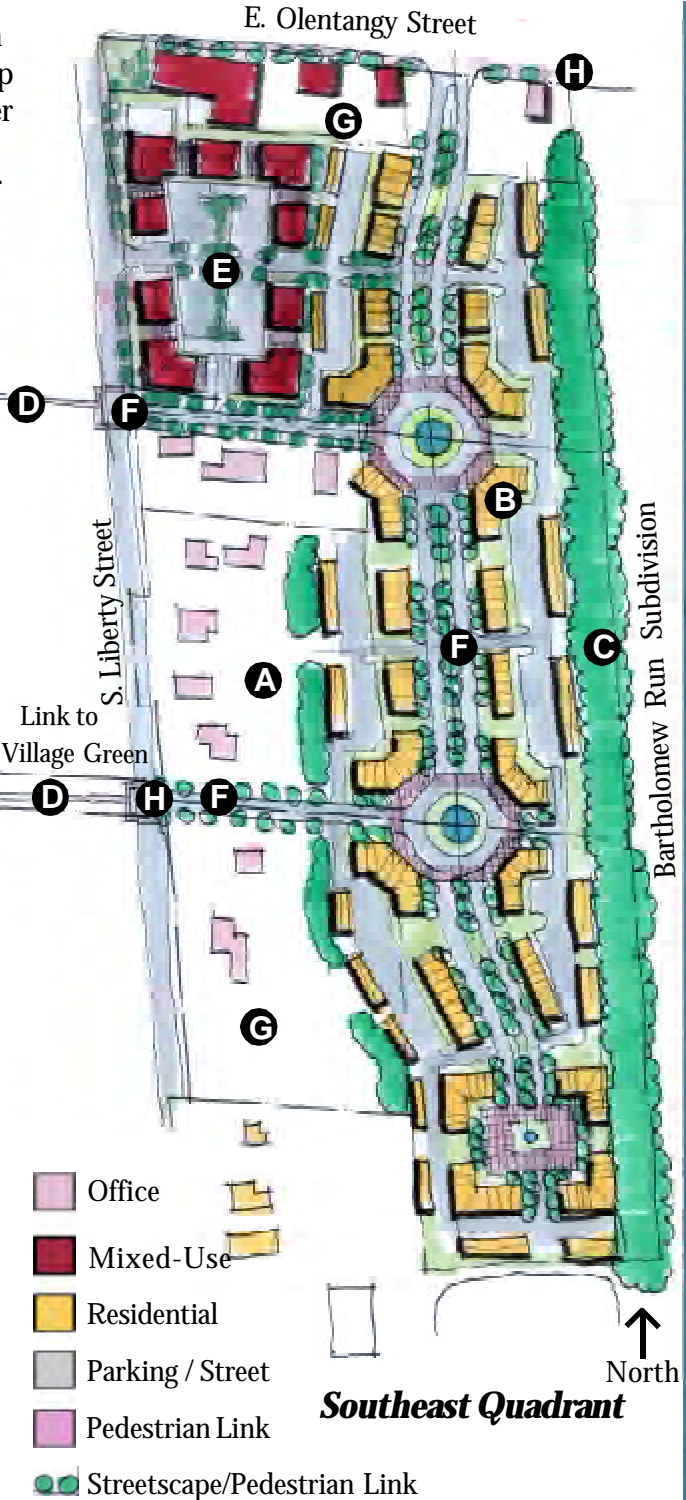 E. Olentangy Street
H
er
G
E
D
F
B
S. Liberty Street
Bartholomew Run Subdivision
F
C
A
Link to
Village Green
D
H
F
G
Office
Mixed-Use
Residential
Parking / Street
Pedestrian Link
Streetscape/Pedestrian Link
North
Southeast Quadrant